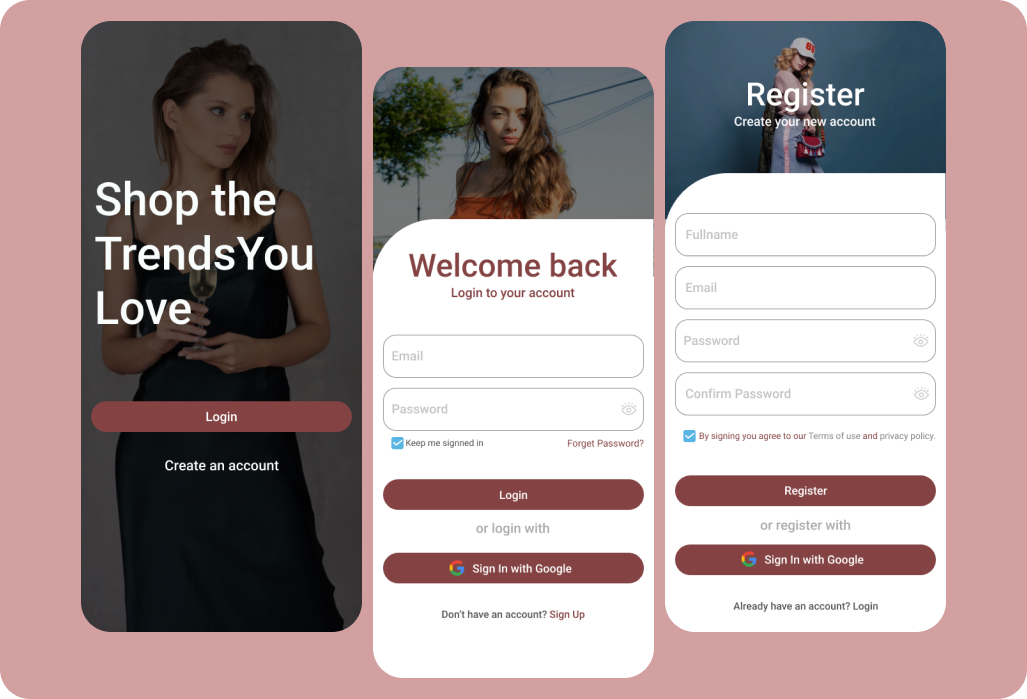 Shop the
TrendsYou
Love
Login
Create an account
Welcome back
Login to your account
Email
Password
Keep me signned in
Forget Password?
Login
or login with
Sign In with Google
Don't have an account? Sign Up
Register
Create your new account
Fullname
Email
Password
Confirm Password
By signing you agree to our Terms of use and privacy policy.
Register
or register with
Sign In with Google
Already have an account? Login